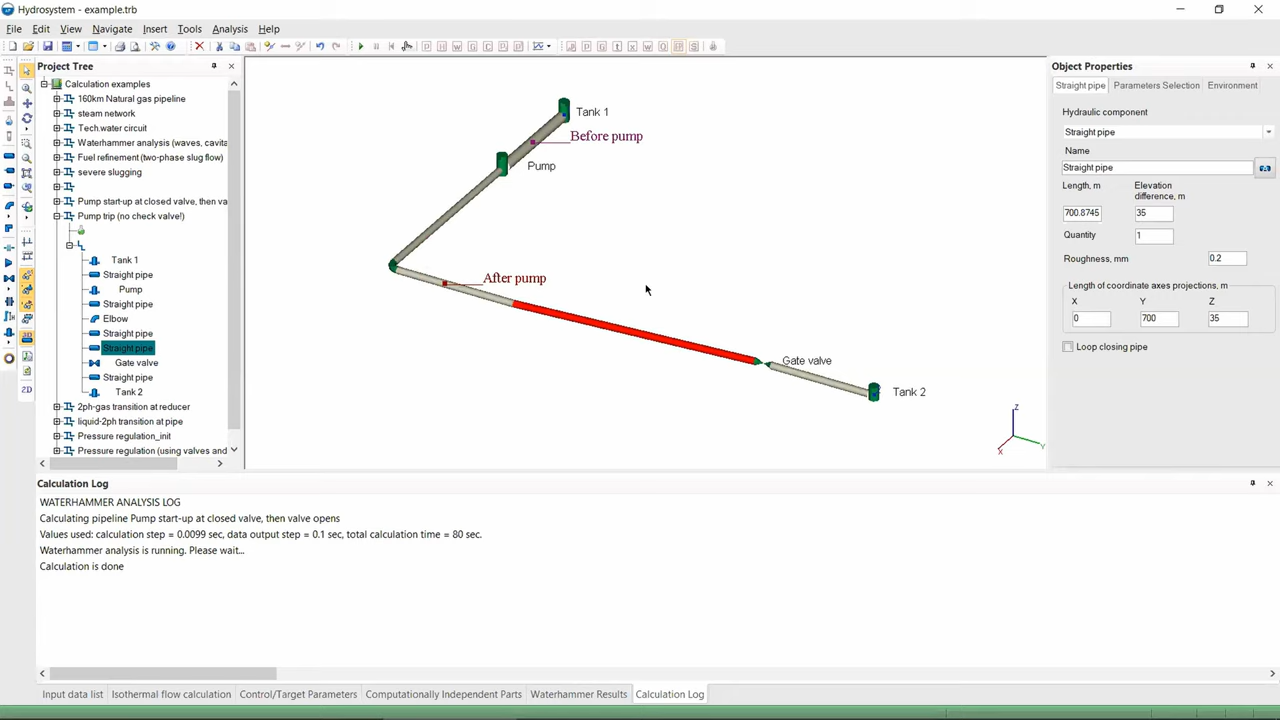 Hydrosystem - example.trb
File Edit View Navigate Insert Tools Analysis Help
Project Tree
Calculation examples
160km Natural gas pipeline
steam network
Tech.water circuit
Waterhammer analysis (waves, cavita
Fuel refinement (two-phase slug flow)
severe slugging
Pump start-up at closed valve, then va
Pump trip (no check valve!)
Tank 1
Straight pipe
Pump
Straight pipe
Elbow
Straight pipe
Straight pipe
Gate valve
Straight pipe
Tank 2
2ph-gas transition at reducer
liquid-2ph transition at pipe
Pressure regulation_init
Pressure regulation (using valves and
2D
Tank 1
Before pump
Pump
After pump
Gate valve
Tank 2
Z
Y
X
Object Properties
Straight pipe Parameters Selection Environment
Hydraulic component
Straight pipe
Name
Straight pipe
Length, m Elevation
difference, m
700.8745 35
Quantity 1
Roughness, mm 0.2
Length of coordinate axes projections, m
X Y Z
0 700 35
Loop closing pipe
Calculation Log
WATERHAMMER ANALYSIS LOG
Calculating pipeline Pump start-up at closed valve, then valve opens
Values used: calculation step = 0.0099 sec, data output step = 0.1 sec, total calculation time = 80 sec.
Waterhammer analysis is running. Please wait...
Calculation is done
Input data list Isothermal flow calculation Control/Target Parameters Computationally Independent Parts Waterhammer Results Calculation Log